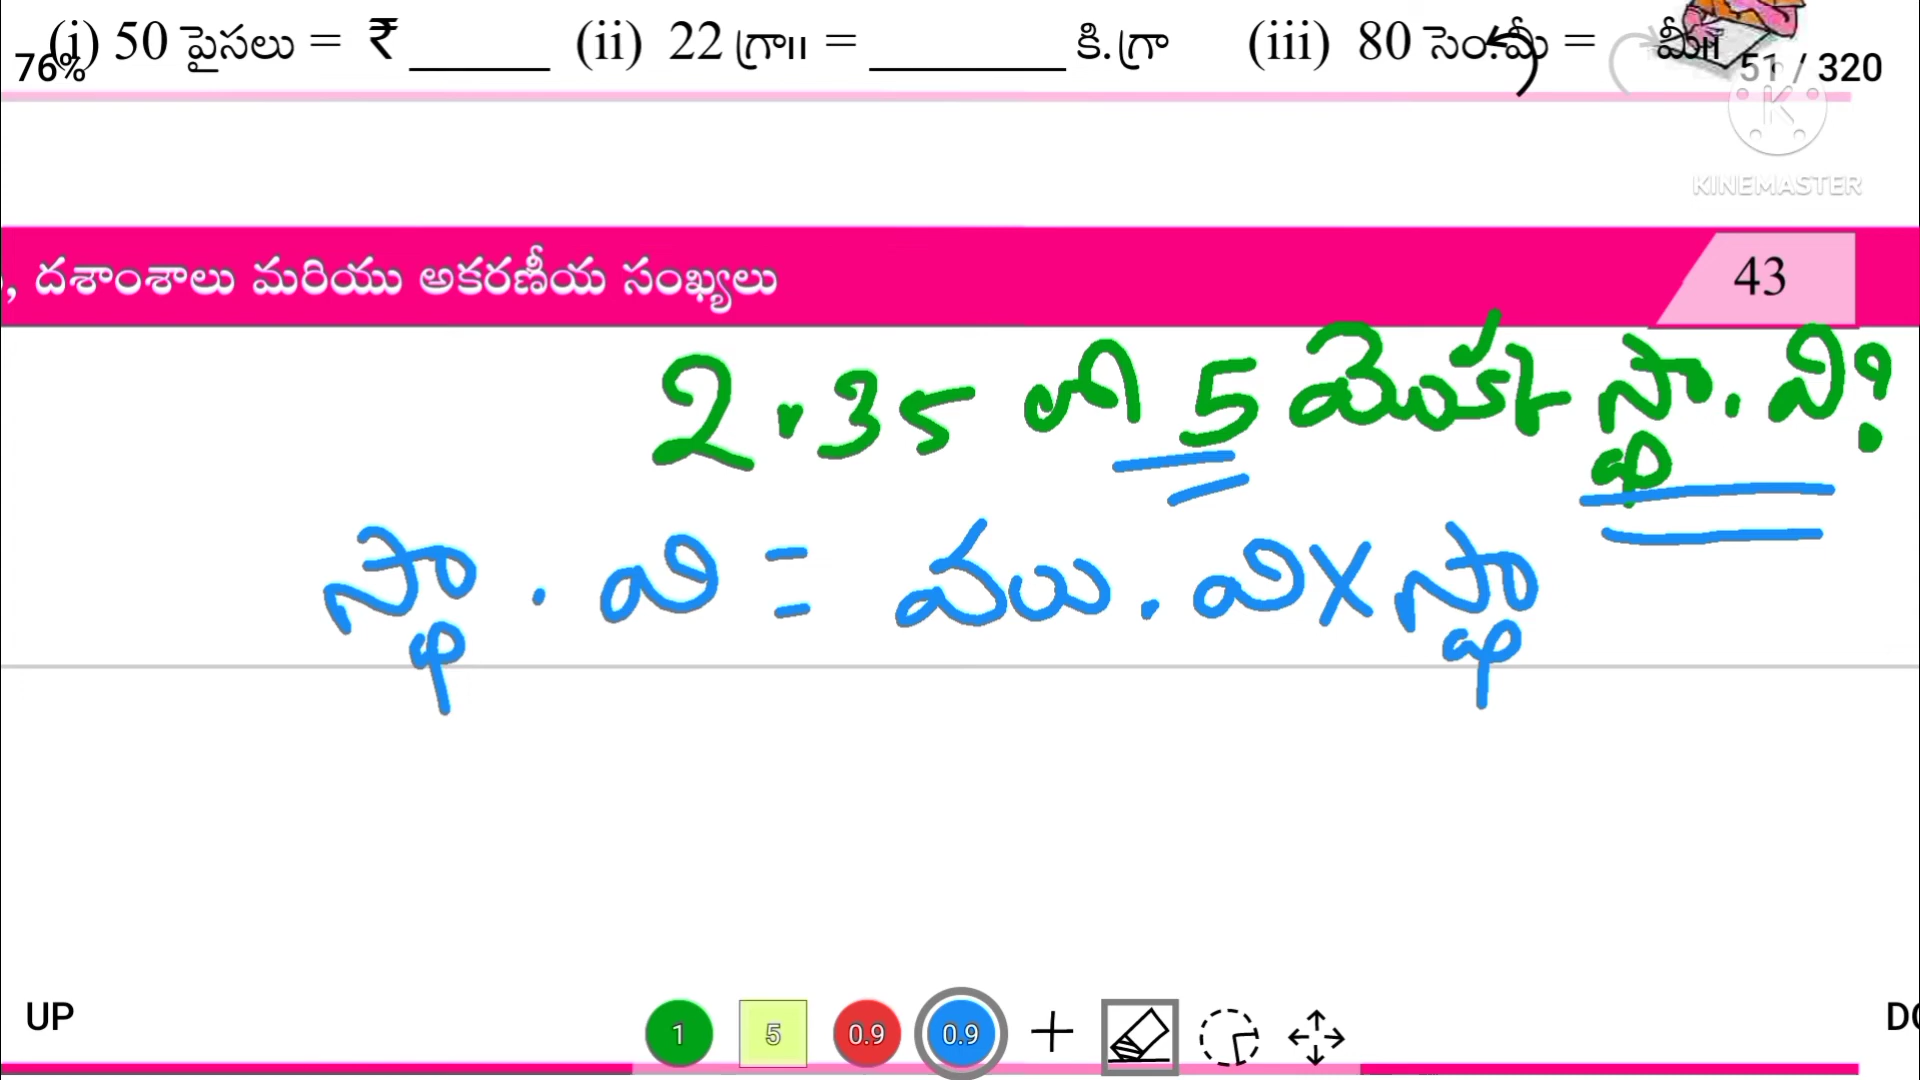 (i) 50 పైసలు = ₹ ______ (ii) 22 గ్రా॥ = ________ కి.గ్రా (iii) 80 సెం.మీ = మీ॥
76% 51 / 320
KINEMASTER
, దశాంశాలు మరియు అకరణీయ సంఖ్యలు 43
2.35 లో 5 యొక్క స్థా. వి?
స్థా. వి = ము. వి X స్థా
UP 1 5 0.9 0.9 + DO